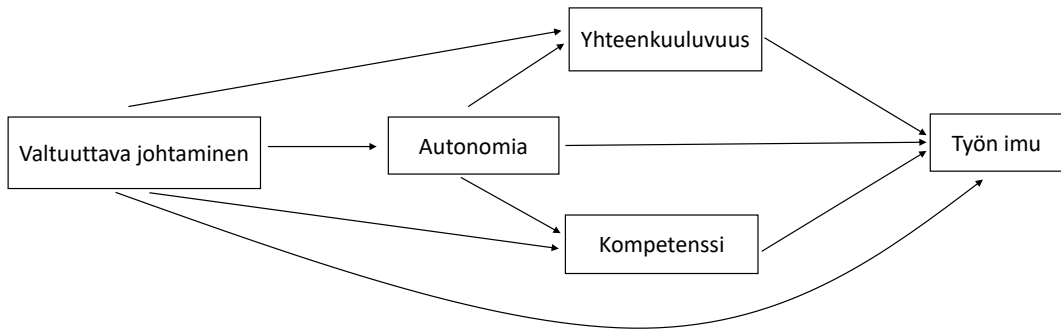 Yhteenkuuluvuus
Valtuuttava johtaminen
Autonomia
Työn imu
Kompetenssi